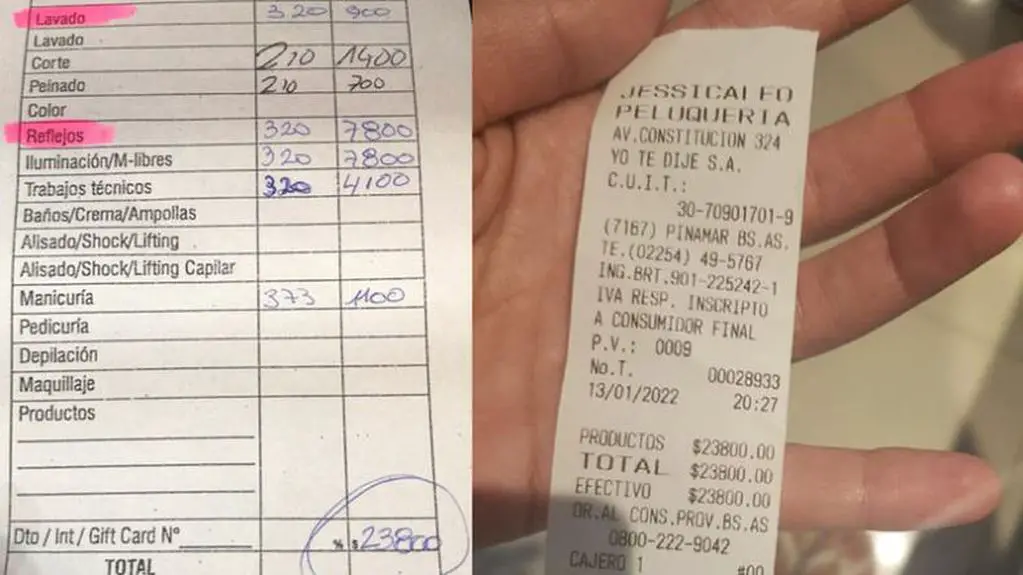 Lavado 320 900
Lavado
Corte 210 1400
Peinado 210 700
Color
Reflejos 320 7800
Iluminación/M-libres 320 7800
Trabajos técnicos 320 4100
Baños/Crema/Ampollas
Alisado/Shock/Lifting
Alisado/Shock/Lifting Capilar
Manicuría 373 1100
Pedicuría
Depilación
Maquillaje
Productos
Dto / Int / Gift Card Nº % $ 23800
TOTAL
JESSICA LEO
PELUQUERIA
AV.CONSTITUCION 324
YO TE DIJE S.A.
C.U.I.T.:
30-70901701-9
(7167) PINAMAR BS.AS.
TE.(02254) 49-5767
ING.BRT.901-225242-1
IVA RESP. INSCRIPTO
A CONSUMIDOR FINAL
P.V.: 0009
No.T. 00028933
13/01/2022 20:27
PRODUCTOS $23800.00
TOTAL $23800.00
EFECTIVO $23800.00
OR.AL CONS.PROV.BS.AS
0800-222-9042
CAJERO 1 #00